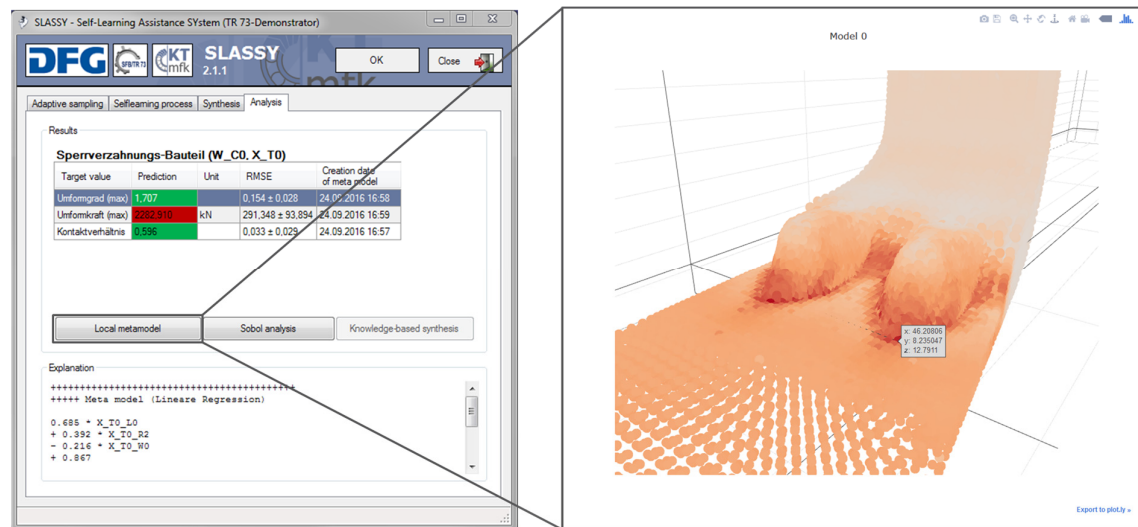 SLASSY - Self-Learning Assistance SYstem (TR 73-Demonstrator)
DFG
SFB/TR 73
KT
mfk
SLASSY
2.1.1
KT
mfk
OK
Close
Adaptive sampling
Selflearning process
Synthesis
Analysis
Results
Sperrverzahnungs-Bauteil (W_C0, X_T0)
Target value Prediction Unit RMSE Creation date
of meta model
Umformgrad (max) 1,707 0,154 ± 0,028 24.09.2016 16:58
Umformkraft (max) 2282,910 kN 291,348 ± 93,894 24.09.2016 16:59
Kontaktverhältnis 0,596 0,033 ± 0,029 24.09.2016 16:57
Local metamodel
Sobol analysis
Knowledge-based synthesis
Explanation
++++++++++++++++++++++++++++++++++++++++++
+++++ Meta model (Lineare Regression)
0.685 * X_T0_L0
+ 0.392 * X_T0_R2
- 0.216 * X_T0_W0
+ 0.867
Model 0
x: 46.20806
y: 8.235047
z: 12.7911
Export to plot.ly »